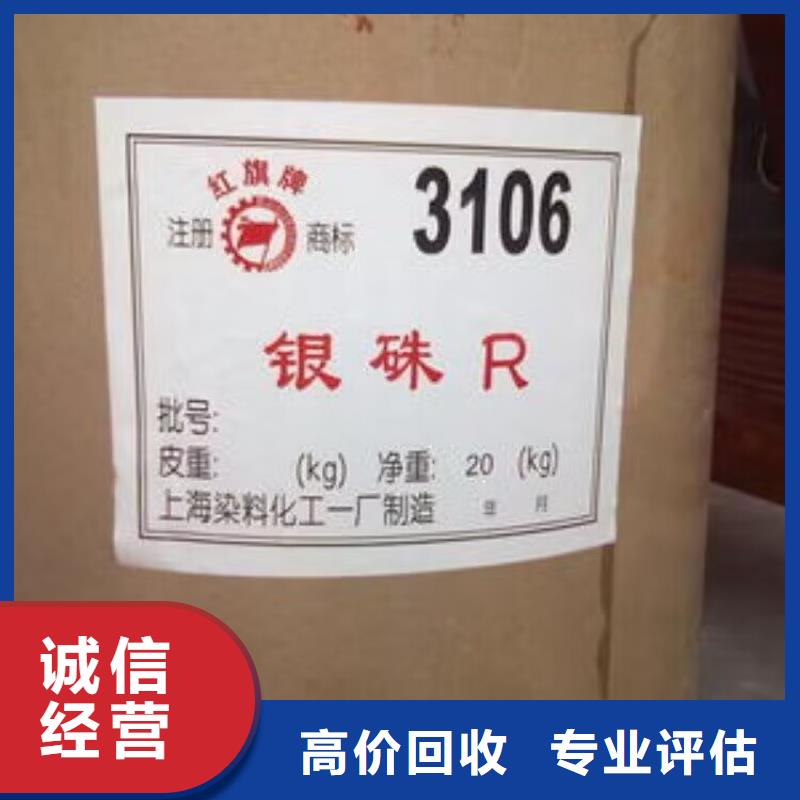 红旗牌
注册 商标 3106
银硃 R
批号:
皮重: (kg) 净重: 20 (kg)
上海染料化工一厂制造 年 月
诚信
经营
高价回收 专业评估